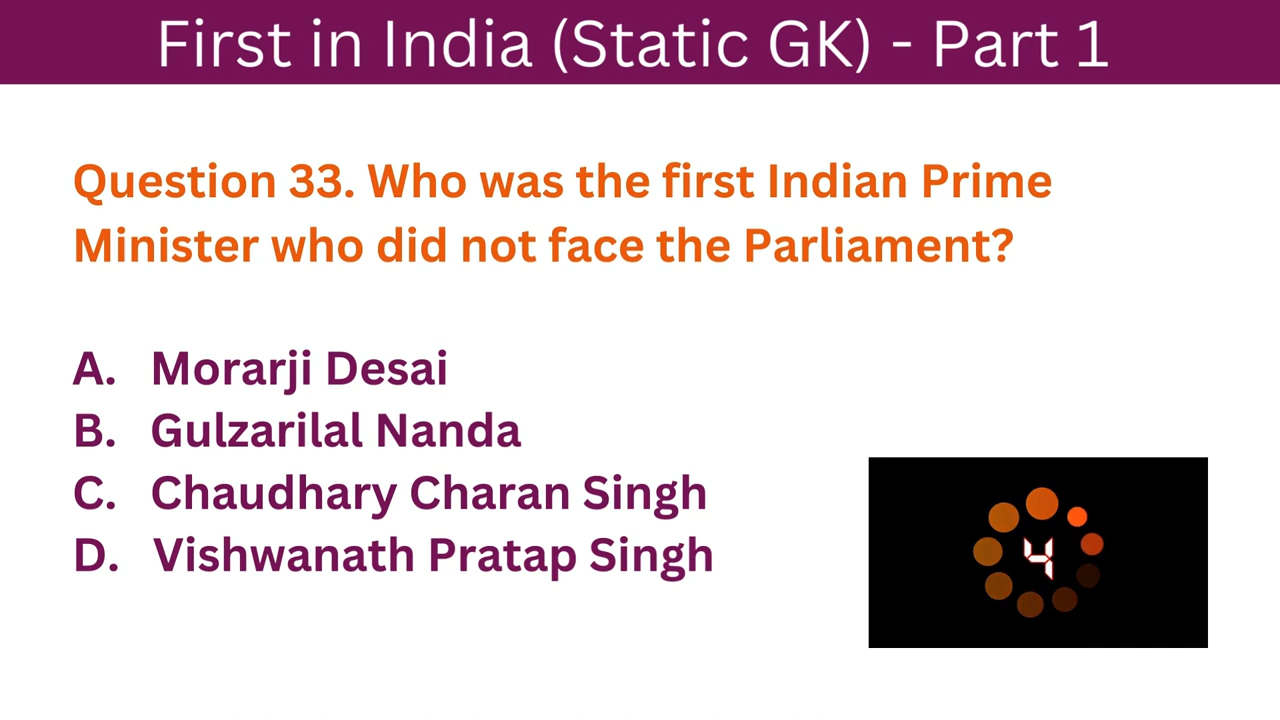 First in India (Static GK) - Part 1
Question 33. Who was the first Indian Prime
Minister who did not face the Parliament?
A. Morarji Desai
B. Gulzarilal Nanda
C. Chaudhary Charan Singh
D. Vishwanath Pratap Singh
4